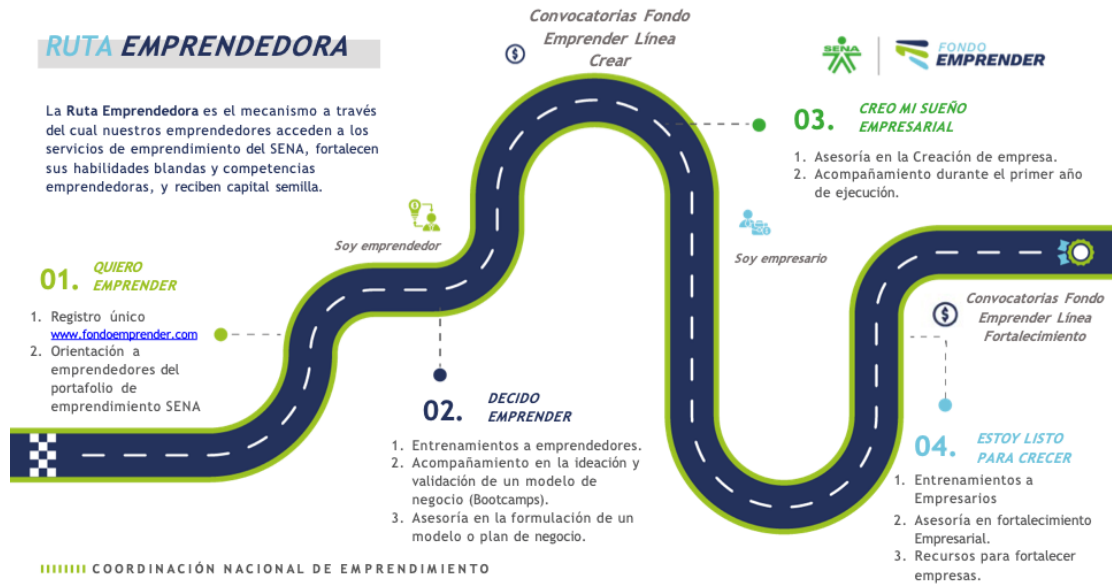 RUTA EMPRENDEDORA
La Ruta Emprendedora es el mecanismo a través
del cual nuestros emprendedores acceden a los
servicios de emprendimiento del SENA, fortalecen
sus habilidades blandas y competencias
emprendedoras, y reciben capital semilla.
Convocatorias Fondo
Emprender Línea
Crear
SENA
FONDO
EMPRENDER
01.
QUIERO
EMPRENDER
1. Registro único
www.fondoemprender.com
2. Orientación a
emprendedores del
portafolio de
emprendimiento SENA
Soy emprendedor
02.
DECIDO
EMPRENDER
1. Entrenamientos a emprendedores.
2. Acompañamiento en la ideación y
validación de un modelo de
negocio (Bootcamps).
3. Asesoría en la formulación de un
modelo o plan de negocio.
03.
CREO MI SUEÑO
EMPRESARIAL
1. Asesoría en la Creación de empresa.
2. Acompañamiento durante el primer año
de ejecución.
Soy empresario
Convocatorias Fondo
Emprender Línea
Fortalecimiento
04.
ESTOY LISTO
PARA CRECER
1. Entrenamientos a
Empresarios
2. Asesoría en fortalecimiento
Empresarial.
3. Recursos para fortalecer
empresas.
COORDINACIÓN NACIONAL DE EMPRENDIMIENTO